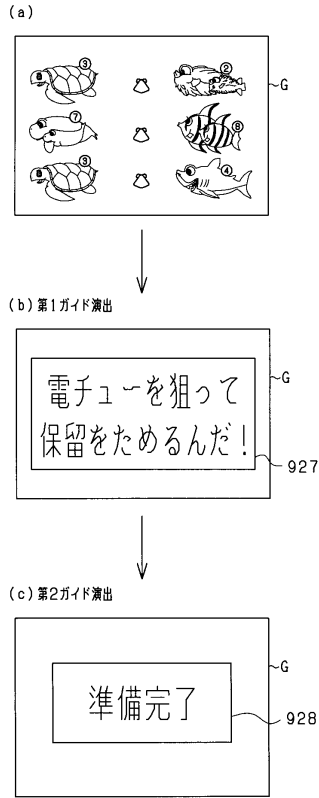 (a)
③ ②
G
⑦ ⑧
③ ④
(b) 第1ガイド演出
G
電チューを狙って
保留をためるんだ!
927
(c) 第2ガイド演出
G
準備完了
928